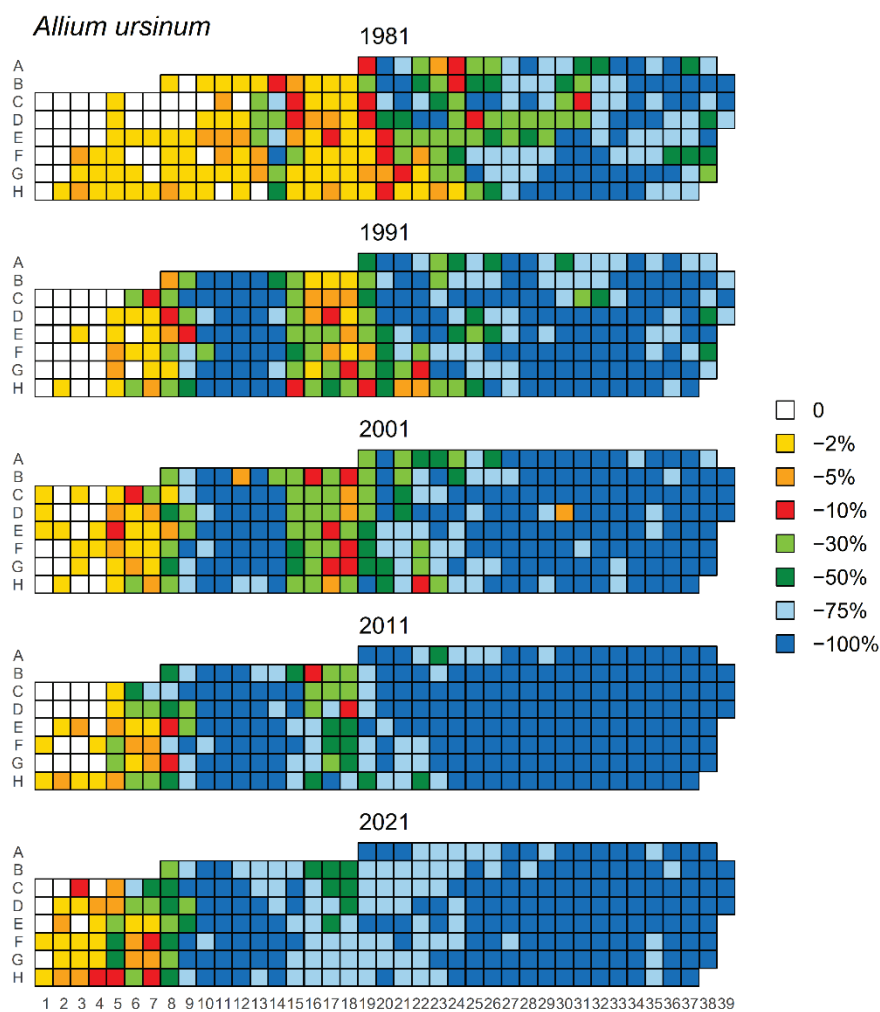 Allium ursinum
1981
A
B
C
D
E
F
G
H
1991
A
B
C
D
E
F
G
H
2001
A
B
C
D
E
F
G
H
2011
A
B
C
D
E
F
G
H
2021
A
B
C
D
E
F
G
H
1 2 3 4 5 6 7 8 9 10 11 12 13 14 15 16 17 18 19 20 21 22 23 24 25 26 27 28 29 30 31 32 33 34 35 36 37 38 39
0
−2%
−5%
−10%
−30%
−50%
−75%
−100%